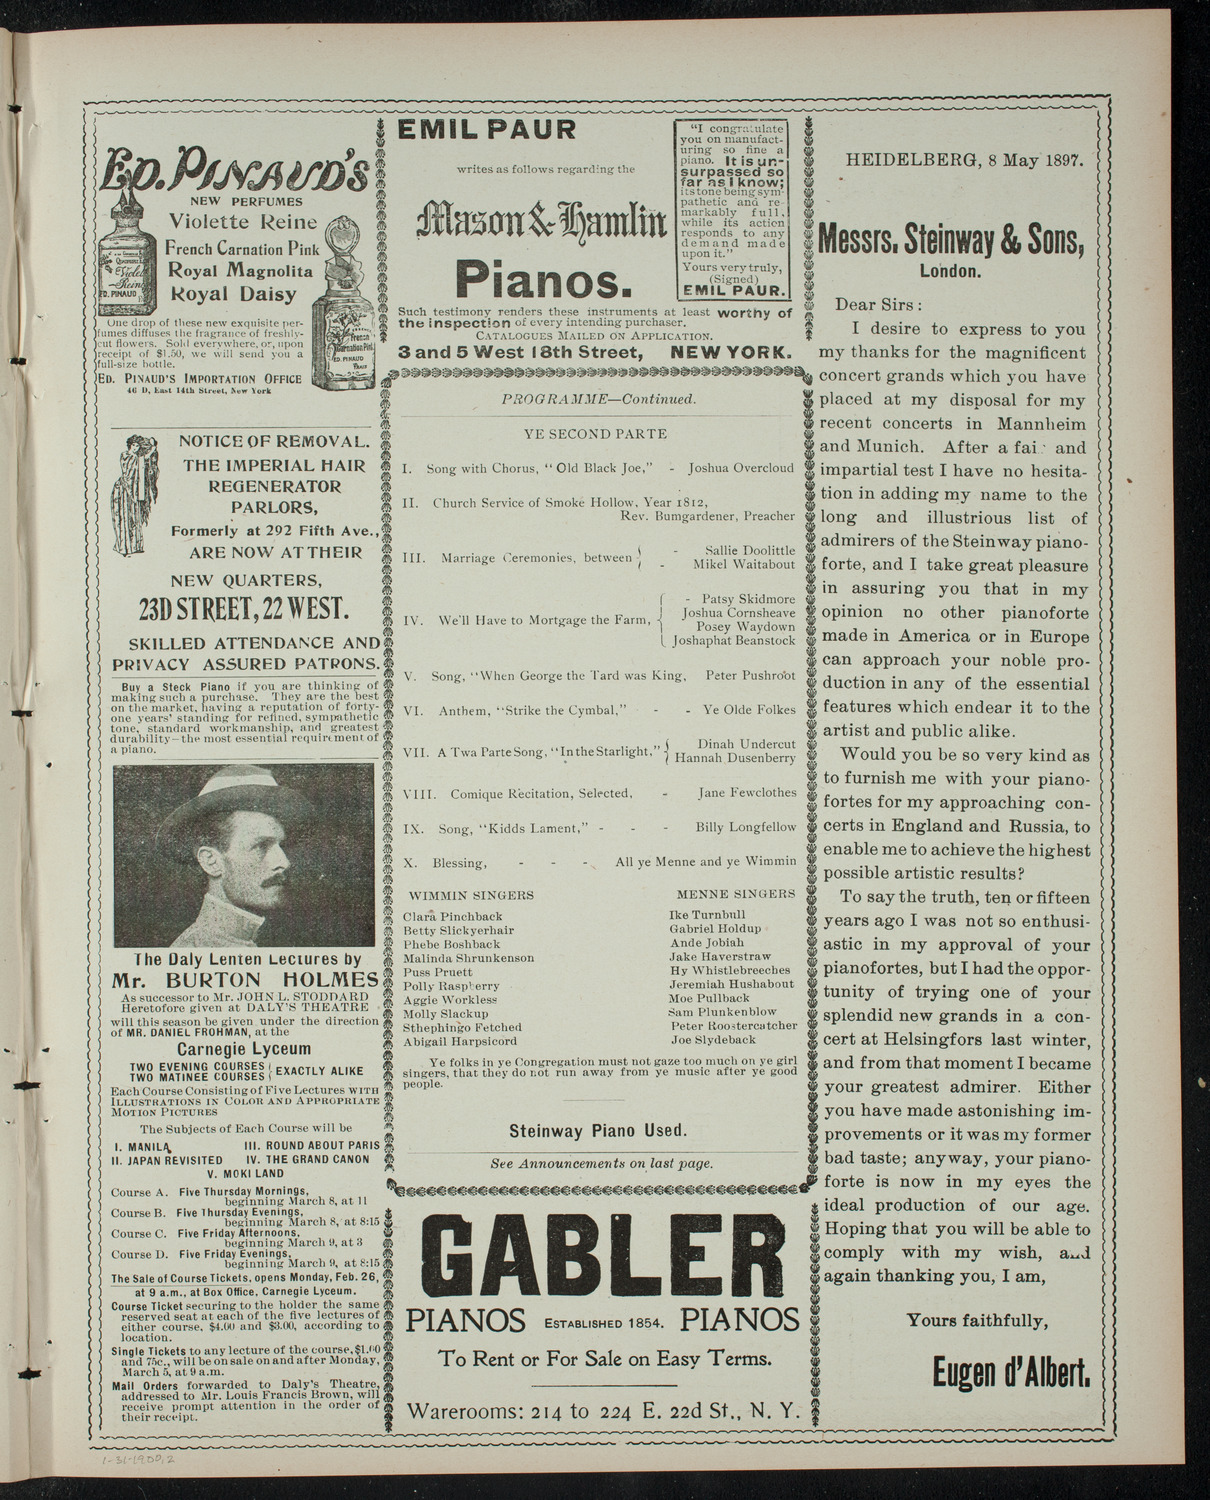 ED. PINAUD'S
NEW PERFUMES
Violette Reine
French Carnation Pink
Royal Magnolita
Royal Daisy
One drop of these new exquisite per-
fumes diffuses the fragrance of freshly-
cut flowers. Sold everywhere, or, upon
receipt of $1.50, we will send you a
full-size bottle.
ED. PINAUD'S IMPORTATION OFFICE
46 D, East 14th Street, New York
NOTICE OF REMOVAL.
THE IMPERIAL HAIR
REGENERATOR
PARLORS,
Formerly at 292 Fifth Ave.,
ARE NOW AT THEIR
NEW QUARTERS,
23D STREET, 22 WEST.
SKILLED ATTENDANCE AND
PRIVACY ASSURED PATRONS.
Buy a Steck Piano if you are thinking of
making such a purchase. They are the best
on the market, having a reputation of forty-
one years' standing for refined, sympathetic
tone, standard workmanship, and greatest
durability—the most essential requirement of
a piano.
The Daly Lenten Lectures by
Mr. BURTON HOLMES
As successor to Mr. JOHN L. STODDARD
Heretofore given at DALY'S THEATRE
will this season be given under the direction
of MR. DANIEL FROHMAN, at the
Carnegie Lyceum
TWO EVENING COURSES
TWO MATINEE COURSES } EXACTLY ALIKE
Each Course Consisting of Five Lectures WITH
ILLUSTRATIONS IN COLOR AND APPROPRIATE
MOTION PICTURES
The Subjects of Each Course will be
I. MANILA III. ROUND ABOUT PARIS
II. JAPAN REVISITED IV. THE GRAND CANON
V. MOKI LAND
Course A. Five Thursday Mornings,
beginning March 8, at 11
Course B. Five Thursday Evenings,
beginning March 8, at 8:15
Course C. Five Friday Afternoons,
beginning March 9, at 3
Course D. Five Friday Evenings,
beginning March 9, at 8:15
The Sale of Course Tickets, opens Monday, Feb. 26,
at 9 a.m., at Box Office, Carnegie Lyceum.
Course Ticket securing to the holder the same
reserved seat at each of the five lectures of
either course, $4.00 and $3.00, according to
location.
Single Tickets to any lecture of the course, $1.00
and 75c., will be on sale on and after Monday,
March 5, at 9 a.m.
Mail Orders forwarded to Daly's Theatre,
addressed to Mr. Louis Francis Brown, will
receive prompt attention in the order of
their receipt.
EMIL PAUR
writes as follows regarding the
Mason & Hamlin
Pianos.
"I congratulate
you on manufact-
uring so fine a
piano. It is un-
surpassed so
far as I know;
its tone being sym-
pathetic and re-
markably full,
while its action
responds to any
demand made
upon it."
Yours very truly,
(Signed)
EMIL PAUR.
Such testimony renders these instruments at least worthy of
the inspection of every intending purchaser.
CATALOGUES MAILED ON APPLICATION.
3 and 5 West 18th Street, NEW YORK.
PROGRAMME—Continued.
YE SECOND PARTE
I. Song with Chorus, "Old Black Joe," - Joshua Overcloud
II. Church Service of Smoke Hollow, Year 1812,
Rev. Bumgardener, Preacher
III. Marriage Ceremonies, between { - Sallie Doolittle
- Mikel Waitabout
IV. We'll Have to Mortgage the Farm, { - Patsy Skidmore
Joshua Cornsheave
Posey Waydown
Joshaphat Beanstock
V. Song, "When George the Tard was King, Peter Pushroot
VI. Anthem, "Strike the Cymbal," - - Ye Olde Folkes
VII. A Twa Parte Song, "In the Starlight," } Dinah Undercut
Hannah Dusenberry
VIII. Comique Recitation, Selected, - Jane Fewclothes
IX. Song, "Kidds Lament," - - - Billy Longfellow
X. Blessing, - - - All ye Menne and ye Wimmin
WIMMIN SINGERS MENNE SINGERS
Clara Pinchback Ike Turnbull
Betty Slickyerhair Gabriel Holdup
Phebe Boshback Ande Jobiah
Malinda Shrunkenson Jake Haverstraw
Puss Pruett Hy Whistlebreeches
Polly Raspberry Jeremiah Hushabout
Aggie Workless Moe Pullback
Molly Slackup Sam Plunkenblow
Sthephingo Fetched Peter Roostercatcher
Abigail Harpsicord Joe Slydeback
Ye folks in ye Congregation must not gaze too much on ye girl
singers, that they do not run away from ye music after ye good
people.
Steinway Piano Used.
See Announcements on last page.
GABLER
PIANOS ESTABLISHED 1854. PIANOS
To Rent or For Sale on Easy Terms.
Warerooms: 214 to 224 E. 22d St., N. Y.
HEIDELBERG, 8 May 1897.
Messrs. Steinway & Sons,
London.
Dear Sirs:
I desire to express to you
my thanks for the magnificent
concert grands which you have
placed at my disposal for my
recent concerts in Mannheim
and Munich. After a fai and
impartial test I have no hesita-
tion in adding my name to the
long and illustrious list of
admirers of the Steinway piano-
forte, and I take great pleasure
in assuring you that in my
opinion no other pianoforte
made in America or in Europe
can approach your noble pro-
duction in any of the essential
features which endear it to the
artist and public alike.
Would you be so very kind as
to furnish me with your piano-
fortes for my approaching con-
certs in England and Russia, to
enable me to achieve the highest
possible artistic results?
To say the truth, ten or fifteen
years ago I was not so enthusi-
astic in my approval of your
pianofortes, but I had the oppor-
tunity of trying one of your
splendid new grands in a con-
cert at Helsingfors last winter,
and from that moment I became
your greatest admirer. Either
you have made astonishing im-
provements or it was my former
bad taste; anyway, your piano-
forte is now in my eyes the
ideal production of our age.
Hoping that you will be able to
comply with my wish, and
again thanking you, I am,
Yours faithfully,
Eugen d'Albert.
1-31-1900,2